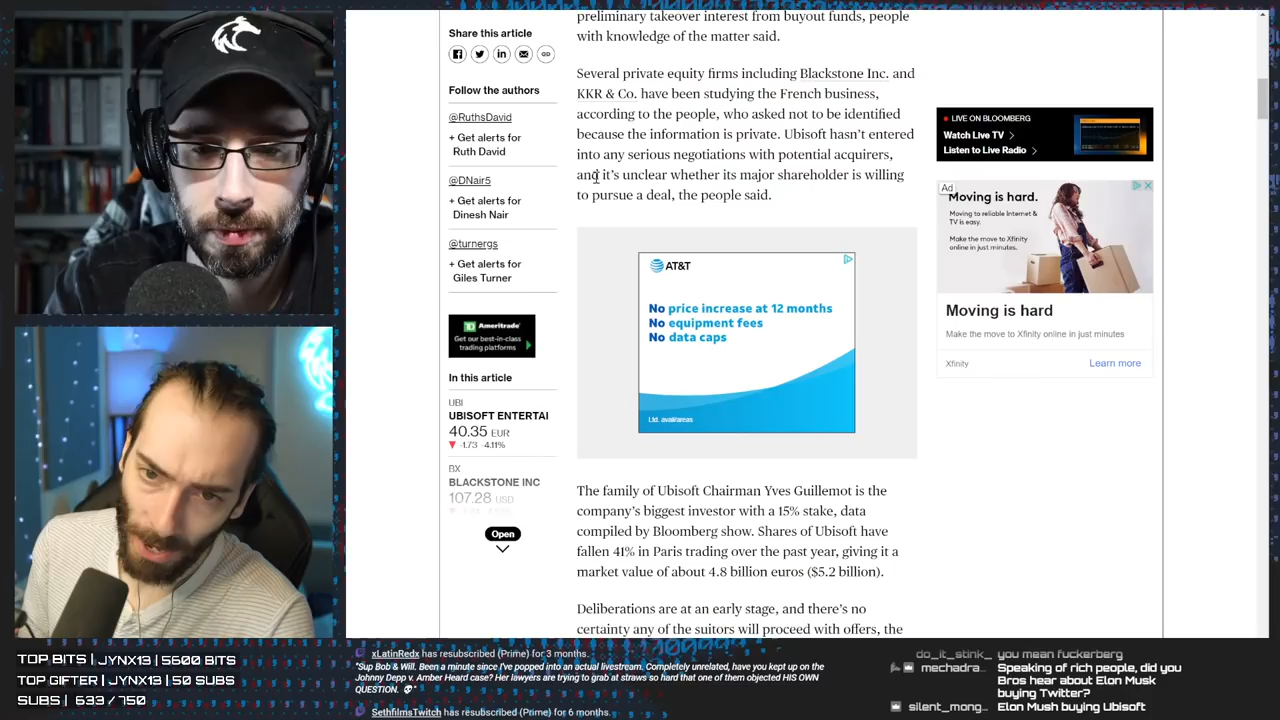 preliminary takeover interest from buyout funds, people
with knowledge of the matter said.
Share this article
Several private equity firms including Blackstone Inc. and
KKR & Co. have been studying the French business,
according to the people, who asked not to be identified
because the information is private. Ubisoft hasn't entered
into any serious negotiations with potential acquirers,
and it's unclear whether its major shareholder is willing
to pursue a deal, the people said.
Follow the authors
@RuthsDavid
+ Get alerts for
Ruth David
@DNair5
+ Get alerts for
Dinesh Nair
@turnergs
+ Get alerts for
Giles Turner
Ameritrade
Get our best-in-class
trading platforms
In this article
UBI
UBISOFT ENTERTAI
40.35 EUR
-1.73 -4.11%
BX
BLACKSTONE INC
107.28 USD
Open
AT&T
No price increase at 12 months
No equipment fees
No data caps
Ltd. avail/areas
The family of Ubisoft Chairman Yves Guillemot is the
company's biggest investor with a 15% stake, data
compiled by Bloomberg show. Shares of Ubisoft have
fallen 41% in Paris trading over the past year, giving it a
market value of about 4.8 billion euros ($5.2 billion).
Deliberations are at an early stage, and there's no
certainty any of the suitors will proceed with offers, the
LIVE ON BLOOMBERG
Watch Live TV
Listen to Live Radio
Ad
Moving is hard.
Moving to reliable Internet &
TV is easy.
Make the move to Xfinity
online in just minutes.
Moving is hard
Make the move to Xfinity online in just minutes
Xfinity
Learn more
TOP BITS | JYNX13 | 5600 BITS
TOP GIFTER | JYNX13 | 50 SUBS
SUBS | 633 / 750
xLatinRedx has resubscribed (Prime) for 3 months.
"Sup Bob & Will. Been a minute since I've popped into an actual livestream. Completely unrelated, have you kept up on the
Johnny Depp v. Amber Heard case? Her lawyers are trying to grab at straws so hard that one of them objected HIS OWN
QUESTION. 💀"
SethfilmsTwitch has resubscribed (Prime) for 6 months.
do_it_stink_ you mean fuckerberg
mechadra... Speaking of rich people, did you
Bros hear about Elon Musk
buying Twitter?
silent_mong... Elon Musk buying Ubisoft